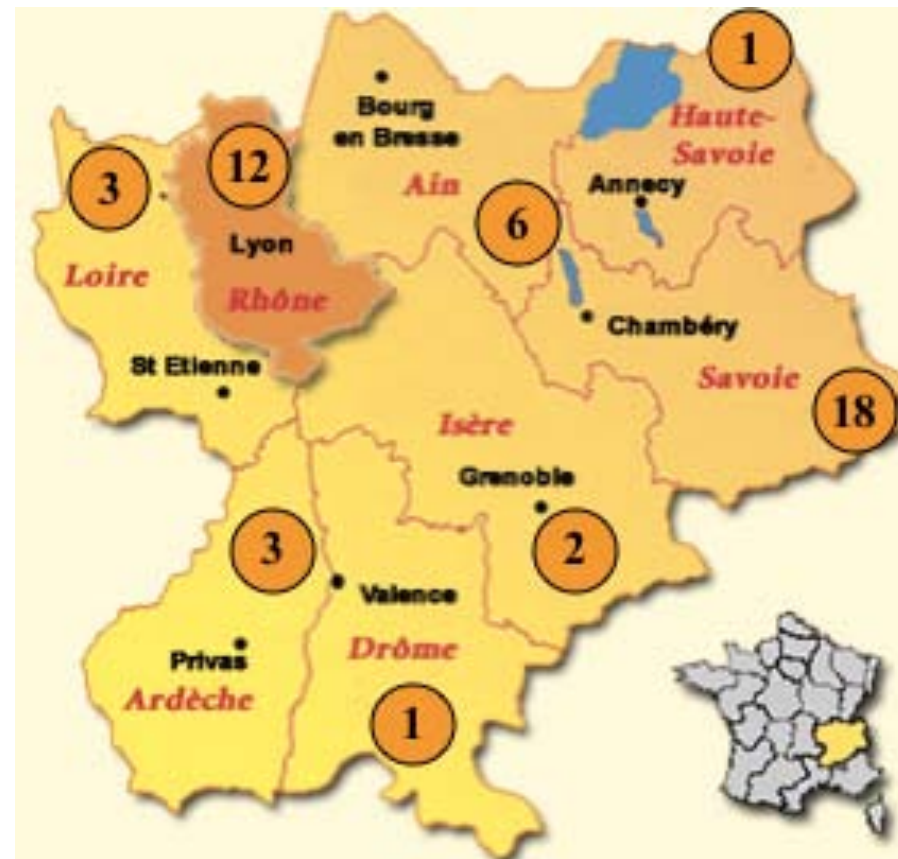 1
Bourg
en Bresse
Haute-
Savoie
12
3
Ain
Annecy
6
Lyon
Loire
Rhône
Chambéry
St Etienne
Savoie
18
Isère
Grenoble
3
2
Valence
Privas
Drôme
Ardèche
1